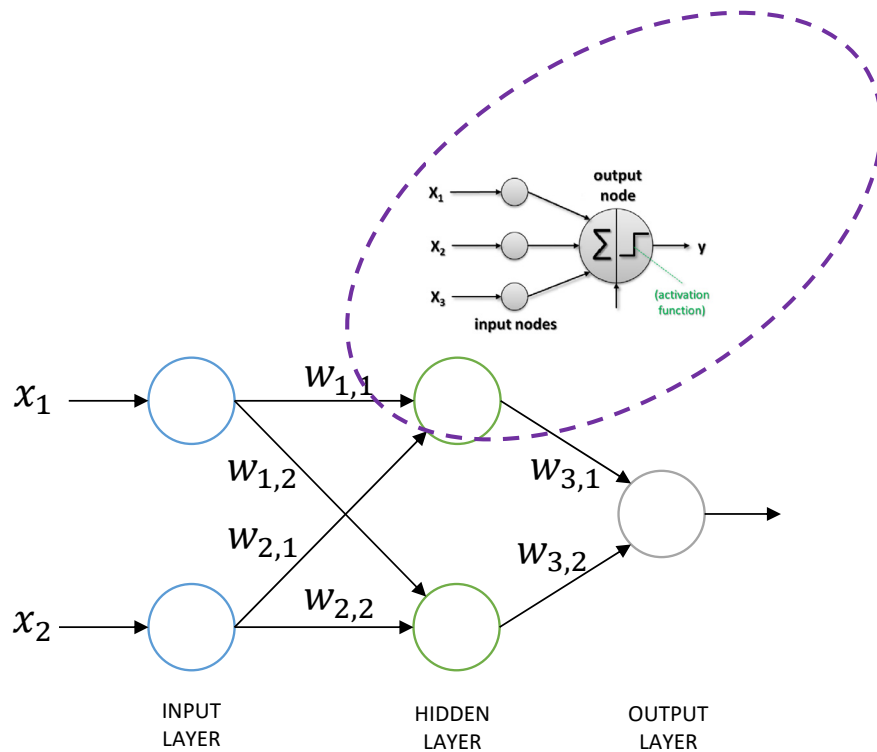 output
node
X₁
X₂
Σ
y
X₃
(activation
function)
input nodes
x₁
w₁,₁
w₁,₂
w₃,₁
w₂,₁
w₃,₂
x₂
w₂,₂
INPUT
LAYER
HIDDEN
LAYER
OUTPUT
LAYER